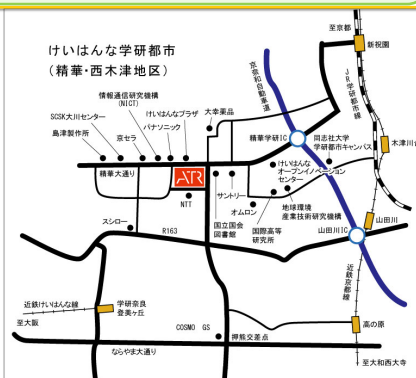 けいはんな学研都市
(精華・西木津地区)
至京都
新祝園
京奈和自動車道
JR学研都市線
情報通信研究機構
(NICT)
けいはんなプラザ
SCSK大川センター
パナソニック
大幸薬品
島津製作所
京セラ
精華学研IC
同志社大学
学研都市キャンパス
木津川台
精華大通り
ATR
NTT
けいはんな
オープンイノベーション
センター
サントリー
オムロン
国際高等
研究所
地球環境
産業技術研究機構
国立国会
図書館
スシロー
R163
山田川
山田川IC
近鉄京都線
近鉄けいはんな線
学研奈良
登美ヶ丘
至大阪
COSMO GS
押熊交差点
高の原
ならやま大通り
至大和西大寺